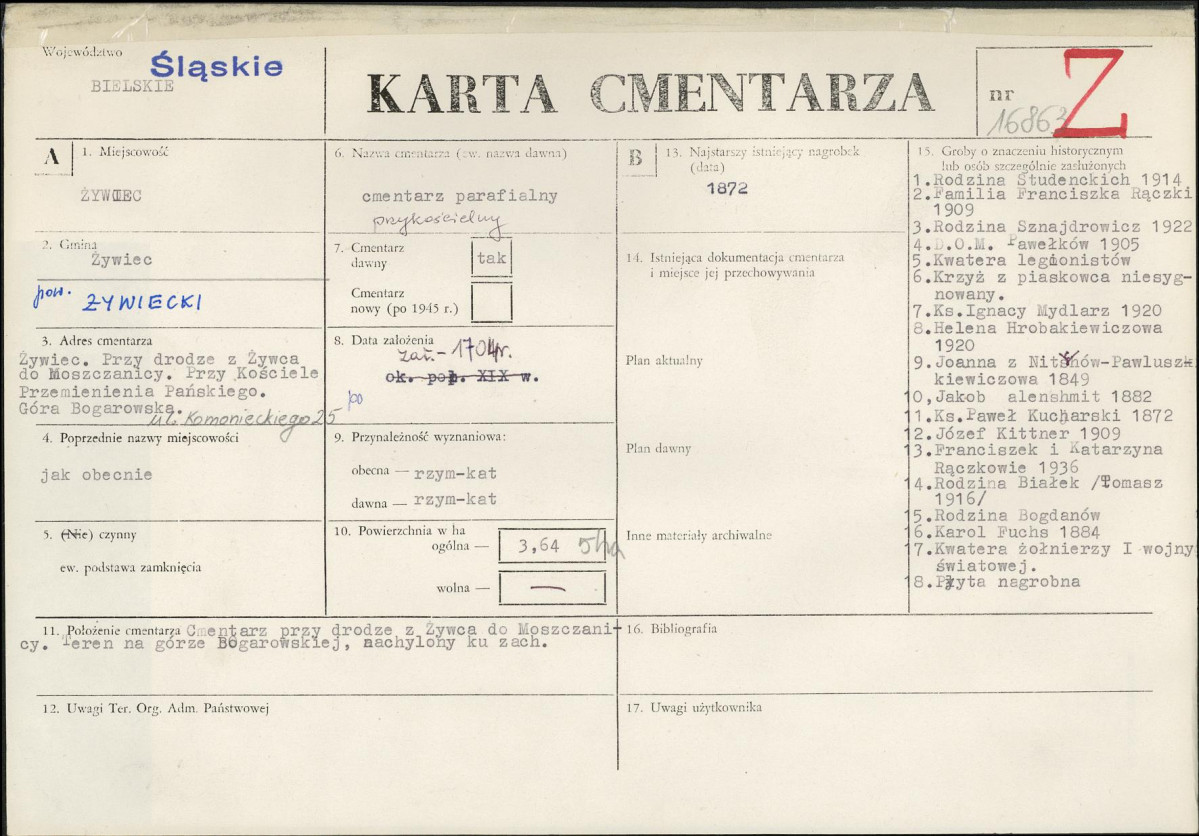 Województwo
Śląskie
BIELSKIE
KARTA CMENTARZA
nr
16863
Z
A
1. Miejscowość
ŻYWIEC
2. Gmina
Żywiec
pow. ŻYWIECKI
3. Adres cmentarza
Żywiec. Przy drodze z Żywca
do Moszczanicy. Przy Kościele
Przemienienia Pańskiego.
Góra Bogarowska.
ul. Komonieckiego 25
4. Poprzednie nazwy miejscowości
jak obecnie
5. (Nie) czynny
ew. podstawa zamknięcia
6. Nazwa cmentarza (ew. nazwa dawna)
cmentarz parafialny
przykościelny
7. Cmentarz
dawny
tak
Cmentarz
nowy (po 1945 r.)
8. Data założenia
zał. - 1704r.
ok. poł. XIX w.
po
9. Przynależność wyznaniowa:
obecna — rzym-kat
dawna — rzym-kat
10. Powierzchnia w ha
ogólna — 3,64 5ha
wolna — —
B
13. Najstarszy istniejący nagrobek
(data)
1872
14. Istniejąca dokumentacja cmentarza
i miejsce jej przechowywania
Plan aktualny
Plan dawny
Inne materiały archiwalne
15. Groby o znaczeniu historycznym
lub osób szczególnie zasłużonych
1.Rodzina Studenckich 1914
2.Familia Franciszka Rączki
1909
3.Rodzina Sznajdrowicz 1922
4.D.O.M. Pawełków 1905
5.Kwatera legionistów
6.Krzyż z piaskowca niesyg-
nowany.
7.Ks.Ignacy Mydlarz 1920
8.Helena Hrobakiewiczowa
1920
9.Joanna z -Pawlusz
kiewiczowa 1849
10,Jakob alenshmit 1882
11.Ks.Paweł Kucharski 1872
12.Józef Kittner 1909
13.Franciszek i Katarzyna
Rączkowie 1936
14.Rodzina Białek /Tomasz
1916/
15.Rodzina Bogdanów
16.Karol Fuchs 1884
17.Kwatera żołnierzy I wojny
światowej.
18.Płyta nagrobna
11. Położenie cmentarza Cmentarz przy drodze z Żywca do Moszczani-
cy. Teren na górze Bogarowskiej, nachylony ku zach.
16. Bibliografia
12. Uwagi Ter. Org. Adm. Państwowej
17. Uwagi użytkownika